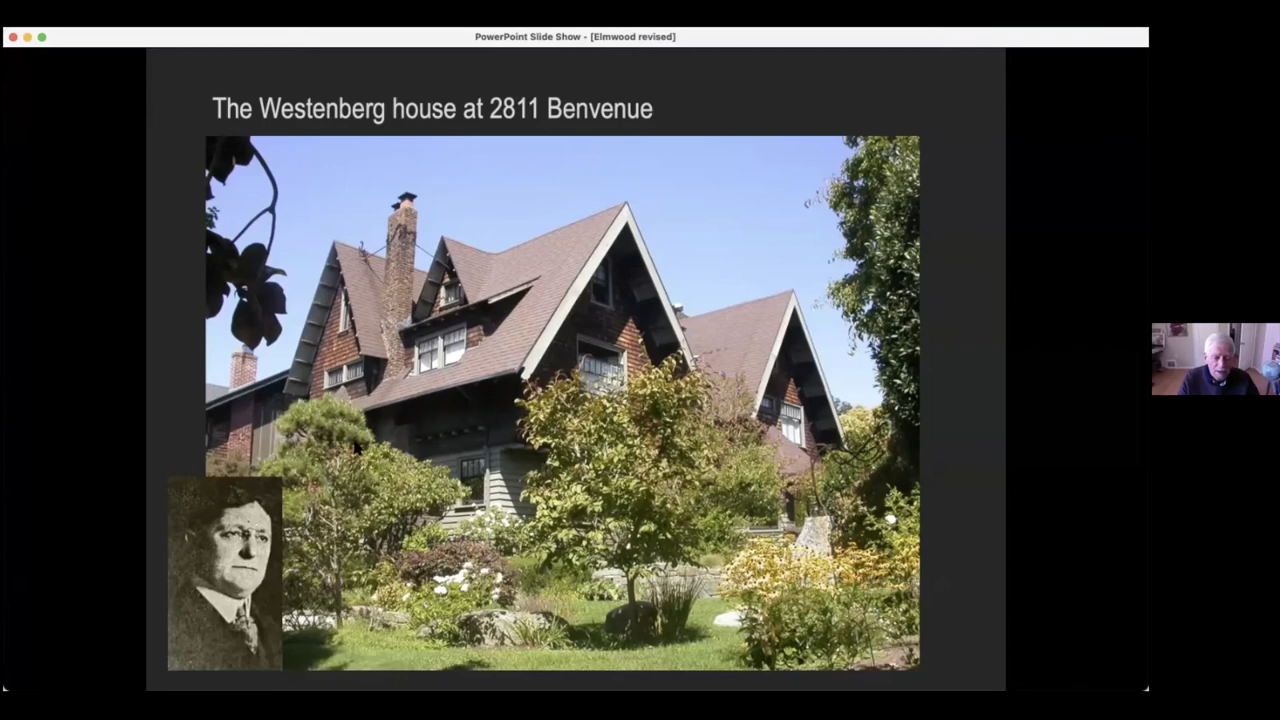 PowerPoint Slide Show - [Elmwood revised]
The Westenberg house at 2811 Benvenue